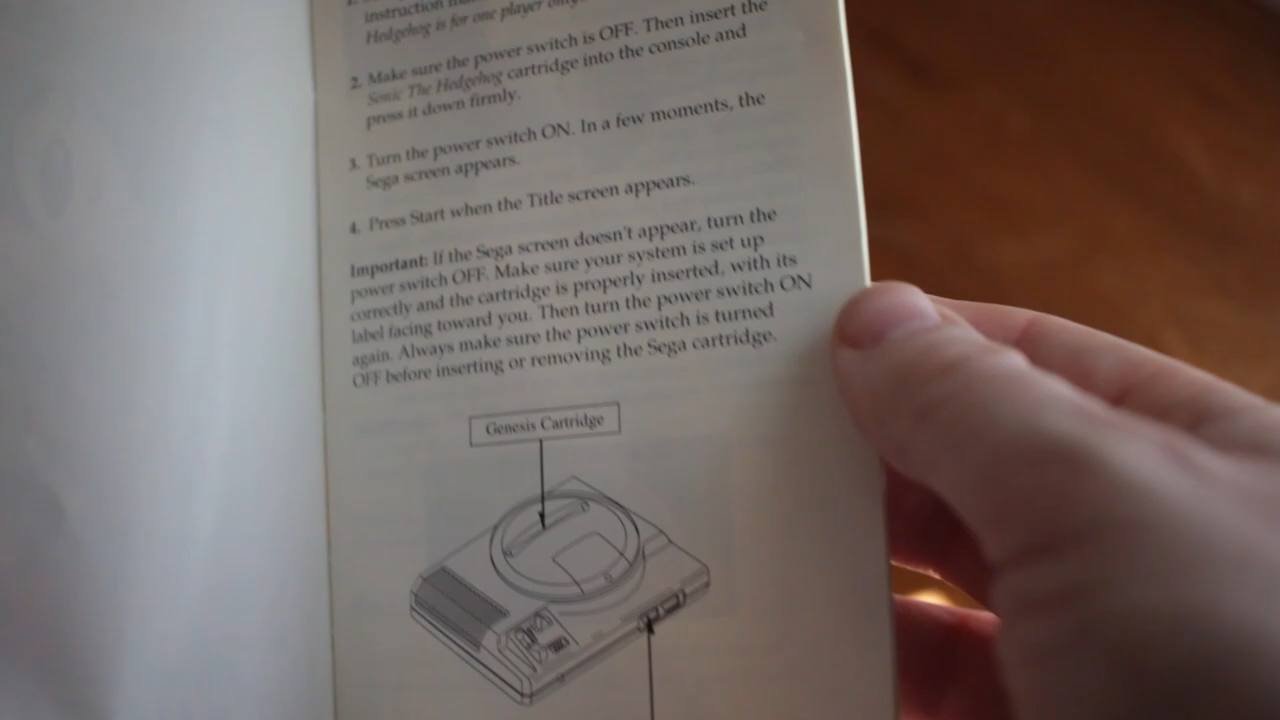 instruction
Hedgehog is for one player only.
2. Make sure the power switch is OFF. Then insert the
Sonic The Hedgehog cartridge into the console and
press it down firmly.
3. Turn the power switch ON. In a few moments, the
Sega screen appears.
4. Press Start when the Title screen appears.
Important: If the Sega screen doesn't appear, turn the
power switch OFF. Make sure your system is set up
correctly and the cartridge is properly inserted, with its
label facing toward you. Then turn the power switch ON
again. Always make sure the power switch is turned
OFF before inserting or removing the Sega cartridge.
Genesis Cartridge